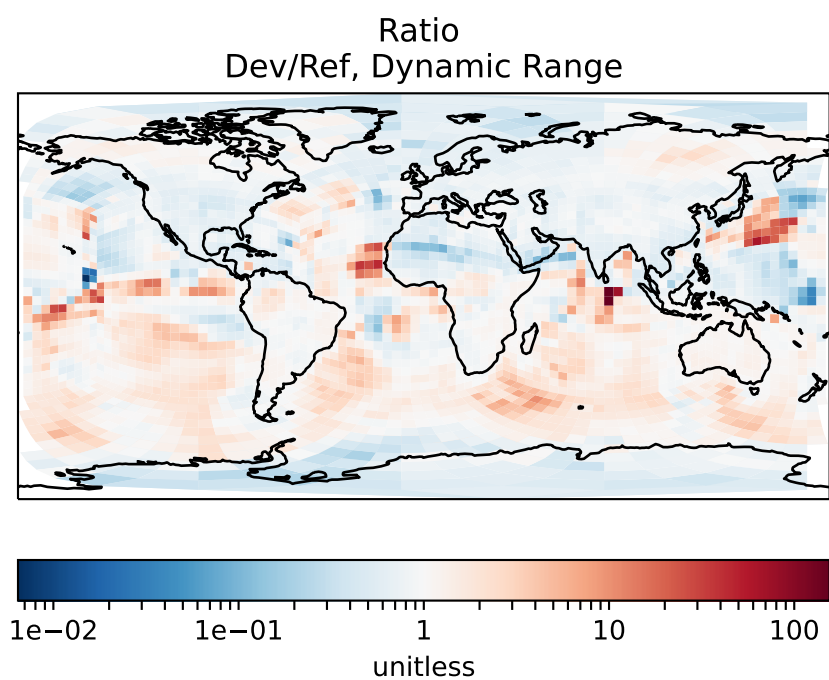 Ratio
Dev/Ref, Dynamic Range
1e−02 1e−01 1 10 100
unitless